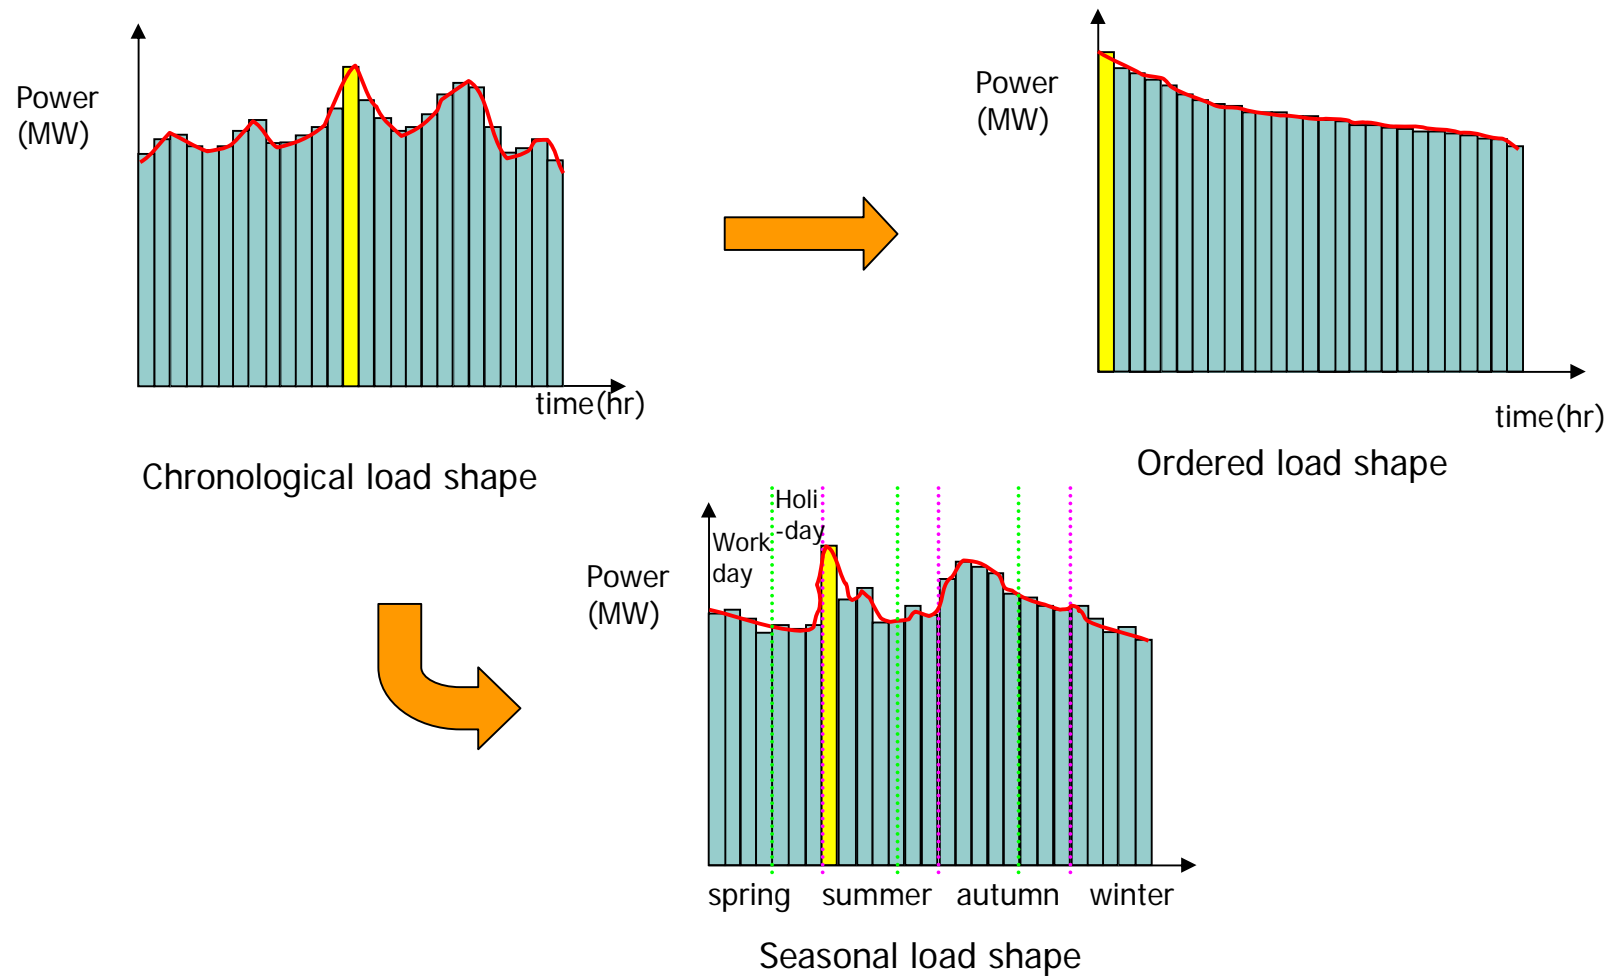 Power
(MW)
time(hr)
Chronological load shape
Power
(MW)
time(hr)
Ordered load shape
Power
(MW)
Work
day
Holi
-day
spring summer autumn winter
Seasonal load shape